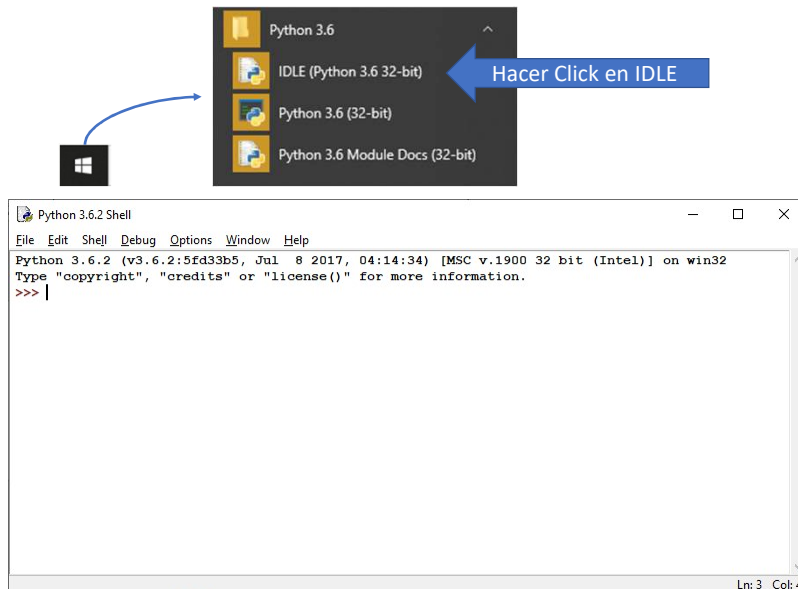 Python 3.6
IDLE (Python 3.6 32-bit)
Hacer Click en IDLE
Python 3.6 (32-bit)
Python 3.6 Module Docs (32-bit)
Python 3.6.2 Shell
File Edit Shell Debug Options Window Help
Python 3.6.2 (v3.6.2:5fd33b5, Jul  8 2017, 04:14:34) [MSC v.1900 32 bit (Intel)] on win32
Type "copyright", "credits" or "license()" for more information.
>>>
Ln: 3 Col: 4